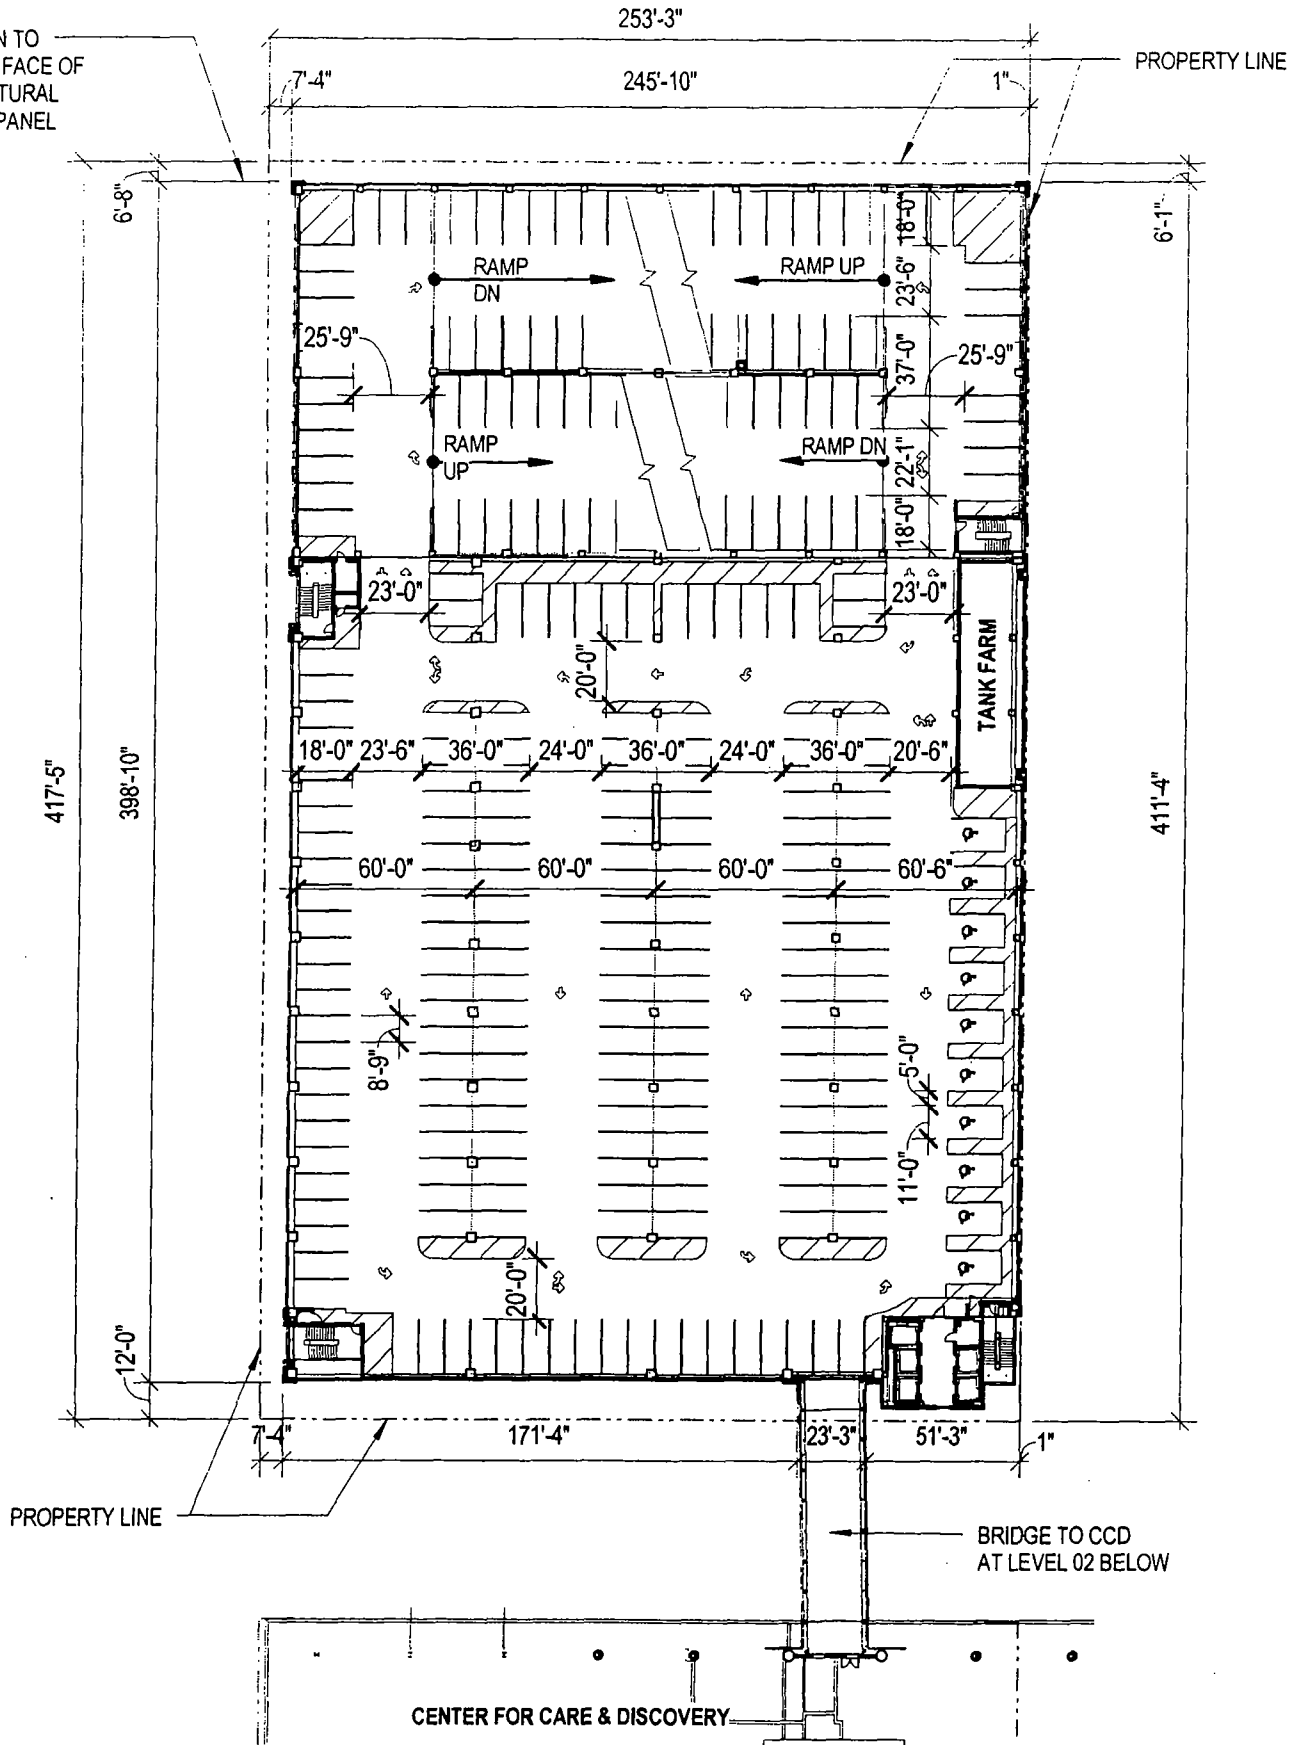 253'-3"
N TO
FACE OF
TURAL
PANEL
PROPERTY LINE
7'-4"
245'-10"
1"
6'-8"
6'-1"
18'-0"
RAMP
DN
RAMP UP
23'-6"
25'-9"
37'-0"
25'-9"
RAMP
UP
RAMP DN
22'-1"
18'-0"
23'-0"
23'-0"
20'-0"
TANK FARM
18'-0"
23'-6"
36'-0"
24'-0"
36'-0"
24'-0"
36'-0"
20'-6"
417'-5"
398'-10"
411'-4"
60'-0"
60'-0"
60'-0"
60'-6"
8'-9"
5'-0"
11'-0"
20'-0"
12'-0"
7'-4"
171'-4"
23'-3"
51'-3"
1"
PROPERTY LINE
BRIDGE TO CCD
AT LEVEL 02 BELOW
CENTER FOR CARE & DISCOVERY